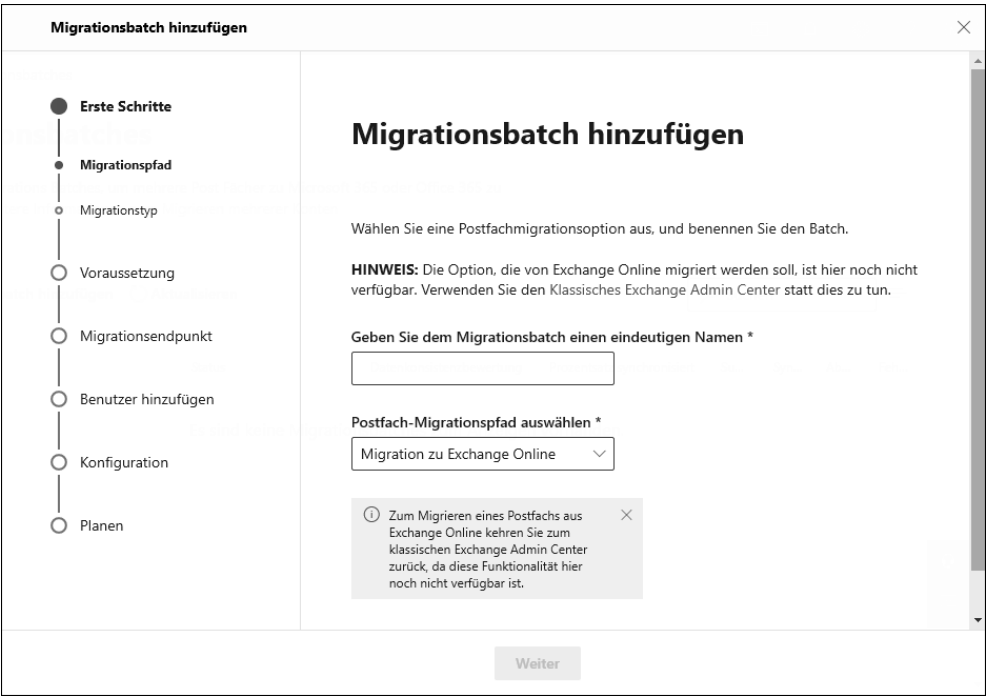 Migrationsbatch hinzufügen
Erste Schritte
Migrationspfad
Migrationstyp
Voraussetzung
Migrationsendpunkt
Benutzer hinzufügen
Konfiguration
Planen
Migrationsbatch hinzufügen
Wählen Sie eine Postfachmigrationsoption aus, und benennen Sie den Batch.
HINWEIS: Die Option, die von Exchange Online migriert werden soll, ist hier noch nicht
verfügbar. Verwenden Sie den Klassisches Exchange Admin Center statt dies zu tun.
Geben Sie dem Migrationsbatch einen eindeutigen Namen *
Postfach-Migrationspfad auswählen *
Migration zu Exchange Online
Zum Migrieren eines Postfachs aus
Exchange Online kehren Sie zum
klassischen Exchange Admin Center
zurück, da diese Funktionalität hier
noch nicht verfügbar ist.
Weiter